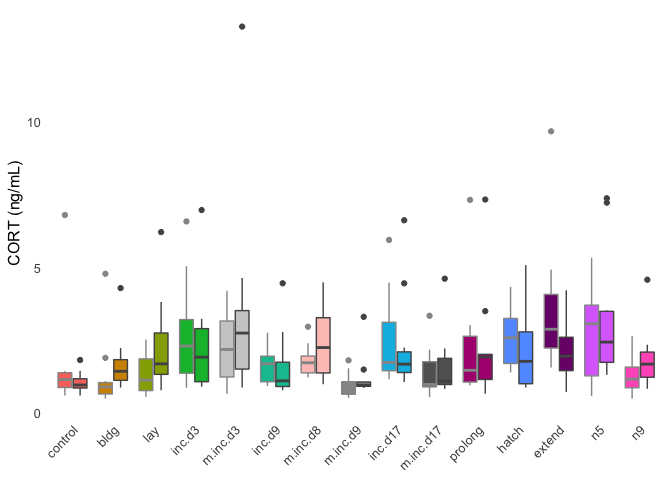 CORT (ng/mL)
10
5
0
control
bldg
lay
inc.d3
m.inc.d3
inc.d9
m.inc.d8
m.inc.d9
inc.d17
m.inc.d17
prolong
hatch
extend
n5
n9